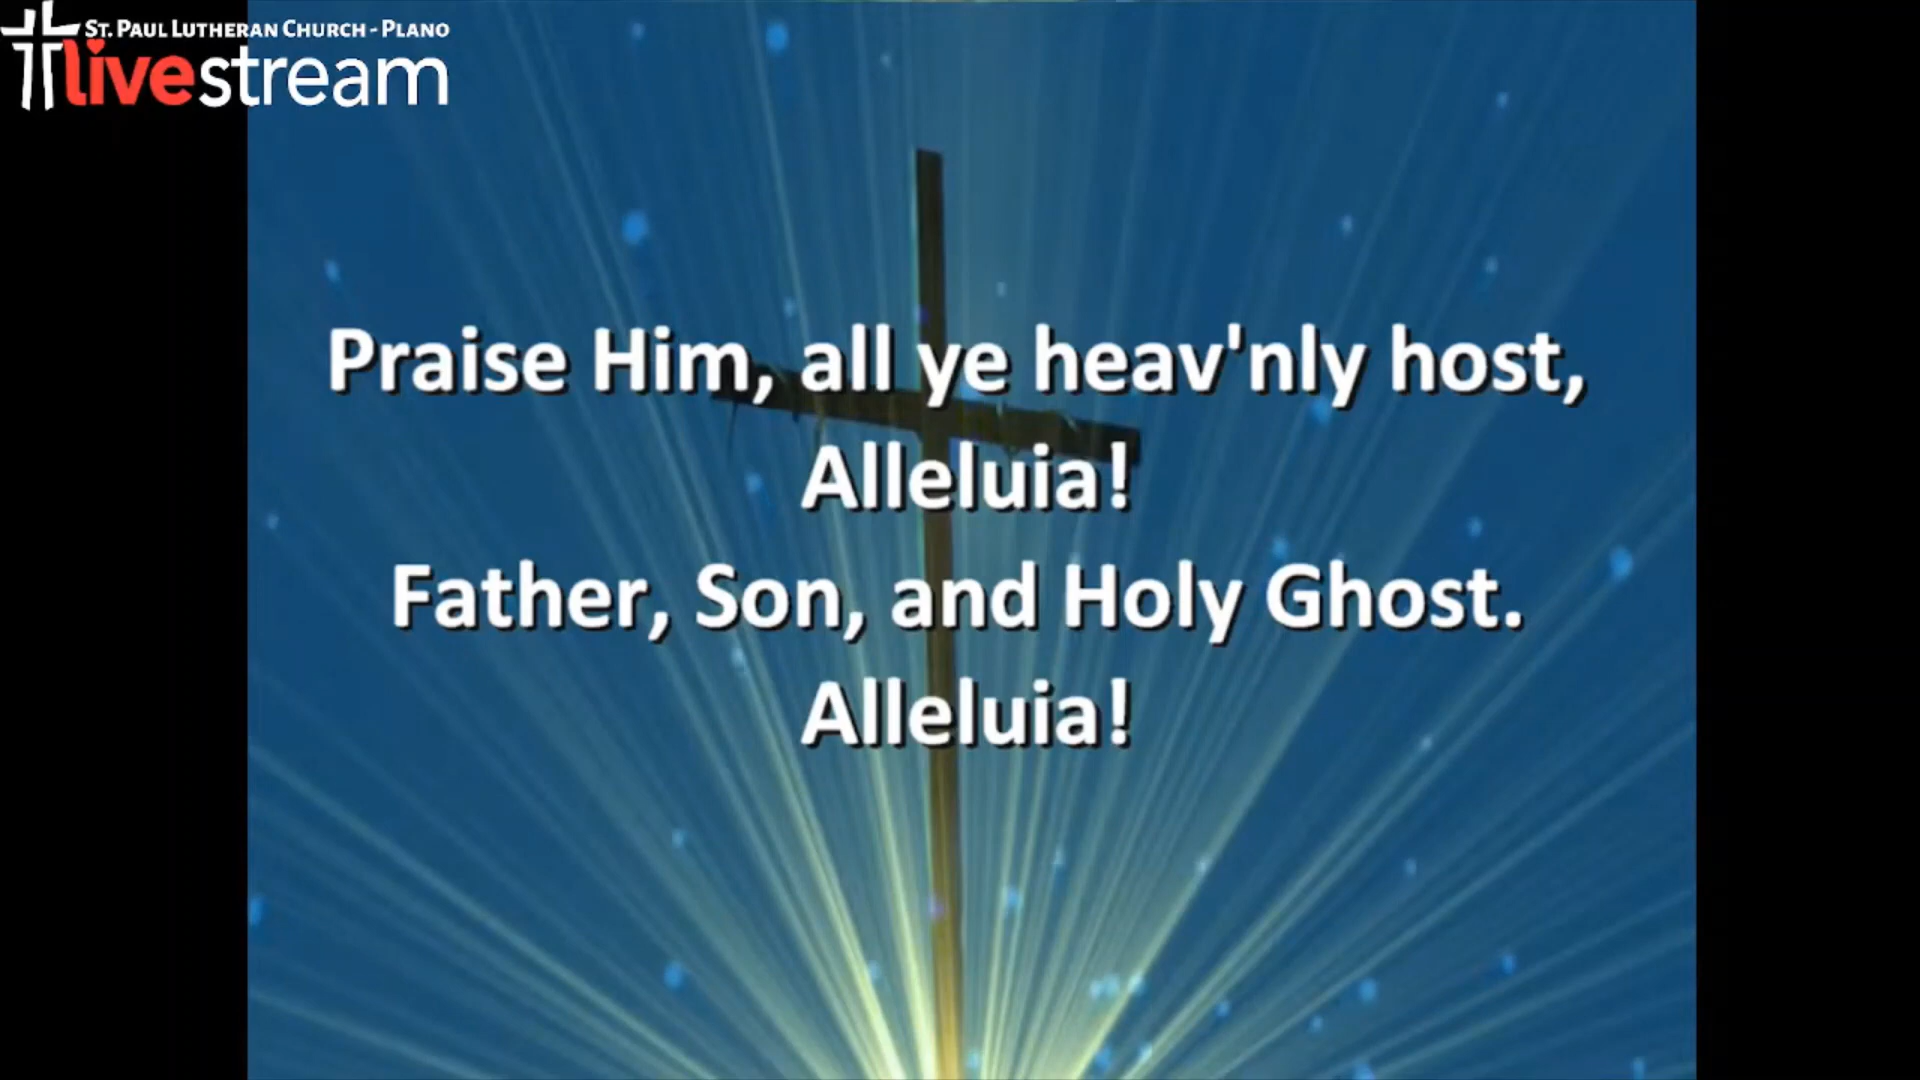 ST. PAUL LUTHERAN CHURCH - PLANO
livestream
Praise Him, all ye heav'nly host,
Alleluia!
Father, Son, and Holy Ghost.
Alleluia!